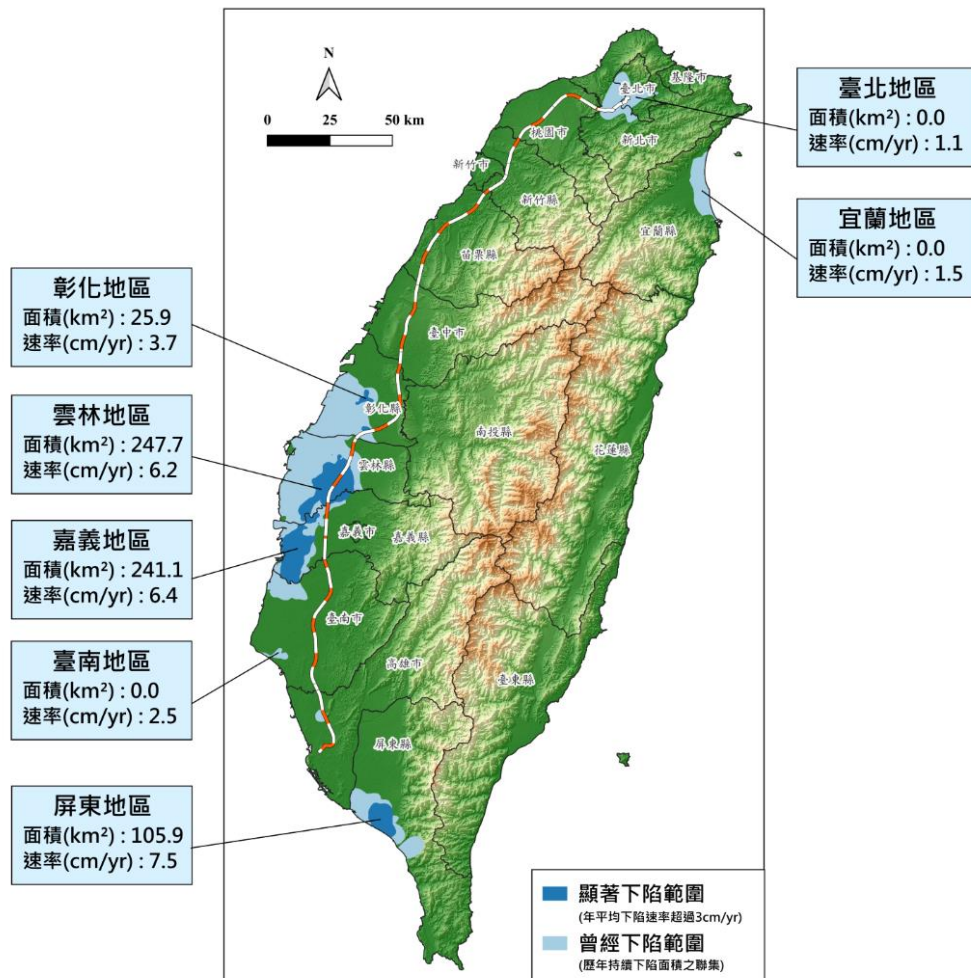 N
0 25 50 km
臺北地區
面積(km²) : 0.0
速率(cm/yr) : 1.1
宜蘭地區
面積(km²) : 0.0
速率(cm/yr) : 1.5
彰化地區
面積(km²) : 25.9
速率(cm/yr) : 3.7
雲林地區
面積(km²) : 247.7
速率(cm/yr) : 6.2
嘉義地區
面積(km²) : 241.1
速率(cm/yr) : 6.4
臺南地區
面積(km²) : 0.0
速率(cm/yr) : 2.5
屏東地區
面積(km²) : 105.9
速率(cm/yr) : 7.5
基隆市
臺北市
桃園市
新北市
新竹市
新竹縣
宜蘭縣
苗栗縣
臺中市
彰化縣
南投縣
花蓮縣
雲林縣
嘉義市
嘉義縣
臺南市
高雄市
臺東縣
屏東縣
顯著下陷範圍
(年平均下陷速率超過3cm/yr)
曾經下陷範圍
(歷年持續下陷面積之聯集)